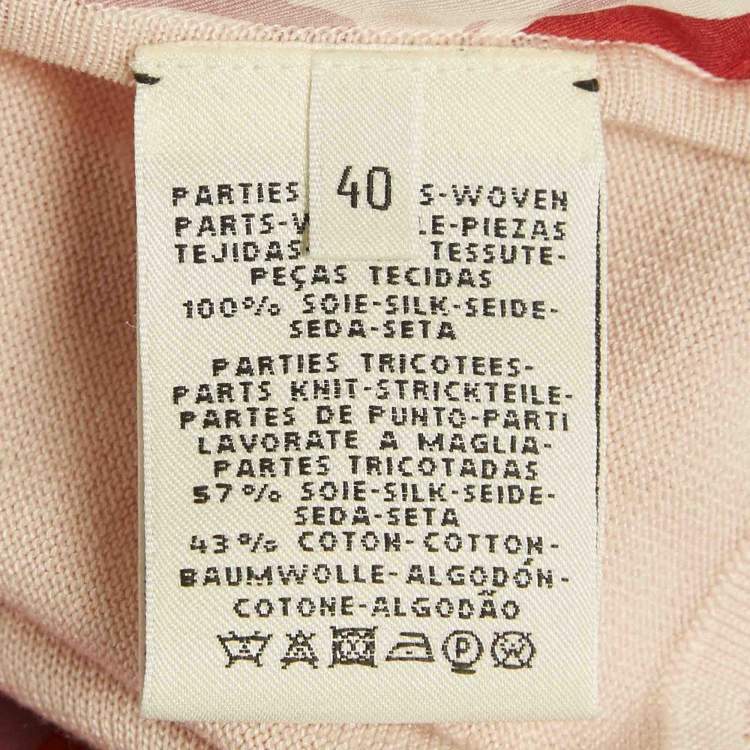 40
PARTIES S-WOVEN
PARTS- LE-PIEZAS
TEJIDAS- TESSUTE-
PEÇAS TECIDAS
100% SOIE-SILK-SEIDE-
SEDA-SETA
PARTIES TRICOTEES-
PARTS KNIT-STRICKTEILE-
PARTES DE PUNTO-PARTI
LAVORATE A MAGLIA-
PARTES TRICOTADAS
57% SOIE-SILK-SEIDE-
SEDA-SETA
43% COTON-COTTON-
BAUMWOLLE-ALGODÓN-
COTONE-ALGODÃO
P W